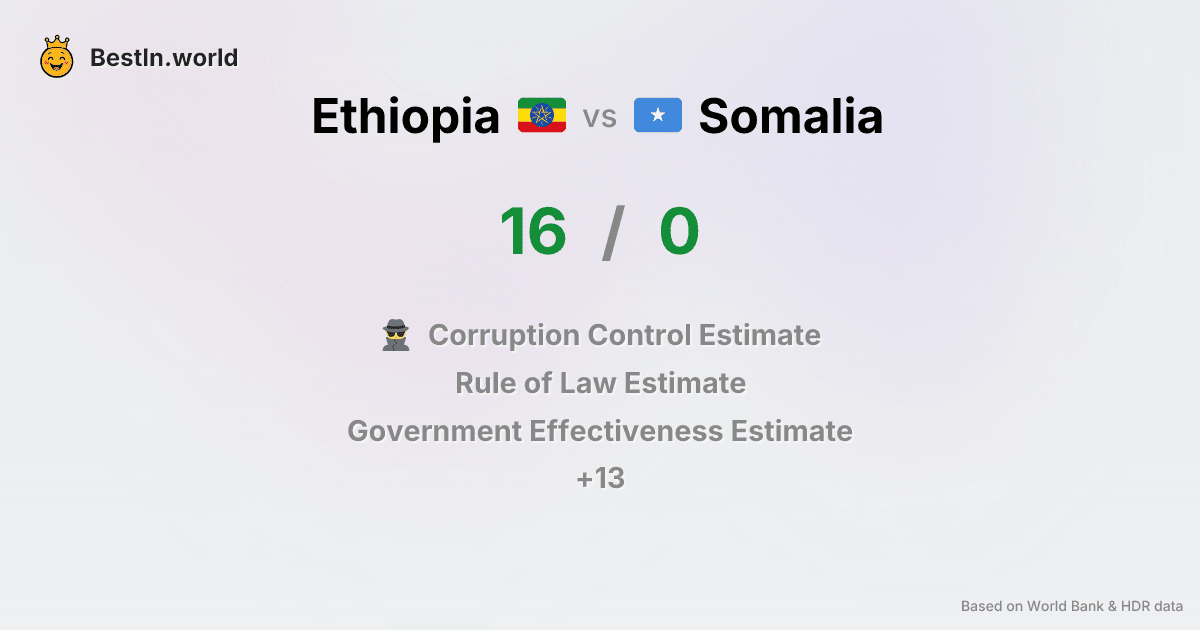 BestIn.world
Ethiopia vs Somalia
16 / 0
Corruption Control Estimate
Rule of Law Estimate
Government Effectiveness Estimate
+13
Based on World Bank & HDR data